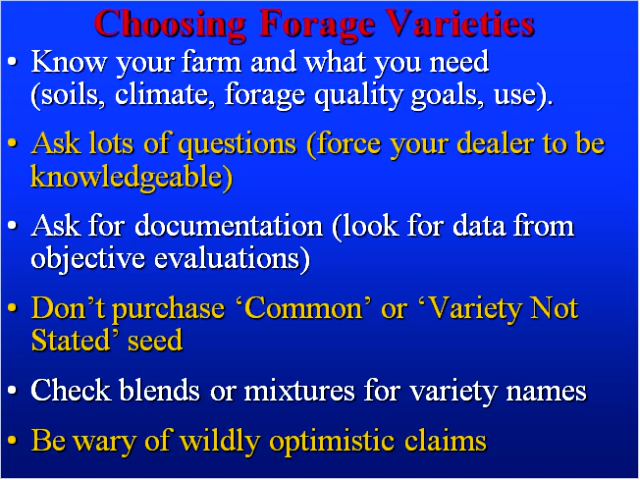 Choosing Forage Varieties
• Know your farm and what you need
(soils, climate, forage quality goals, use).
• Ask lots of questions (force your dealer to be
knowledgeable)
• Ask for documentation (look for data from
objective evaluations)
• Don’t purchase ‘Common’ or ‘Variety Not
Stated’ seed
• Check blends or mixtures for variety names
• Be wary of wildly optimistic claims